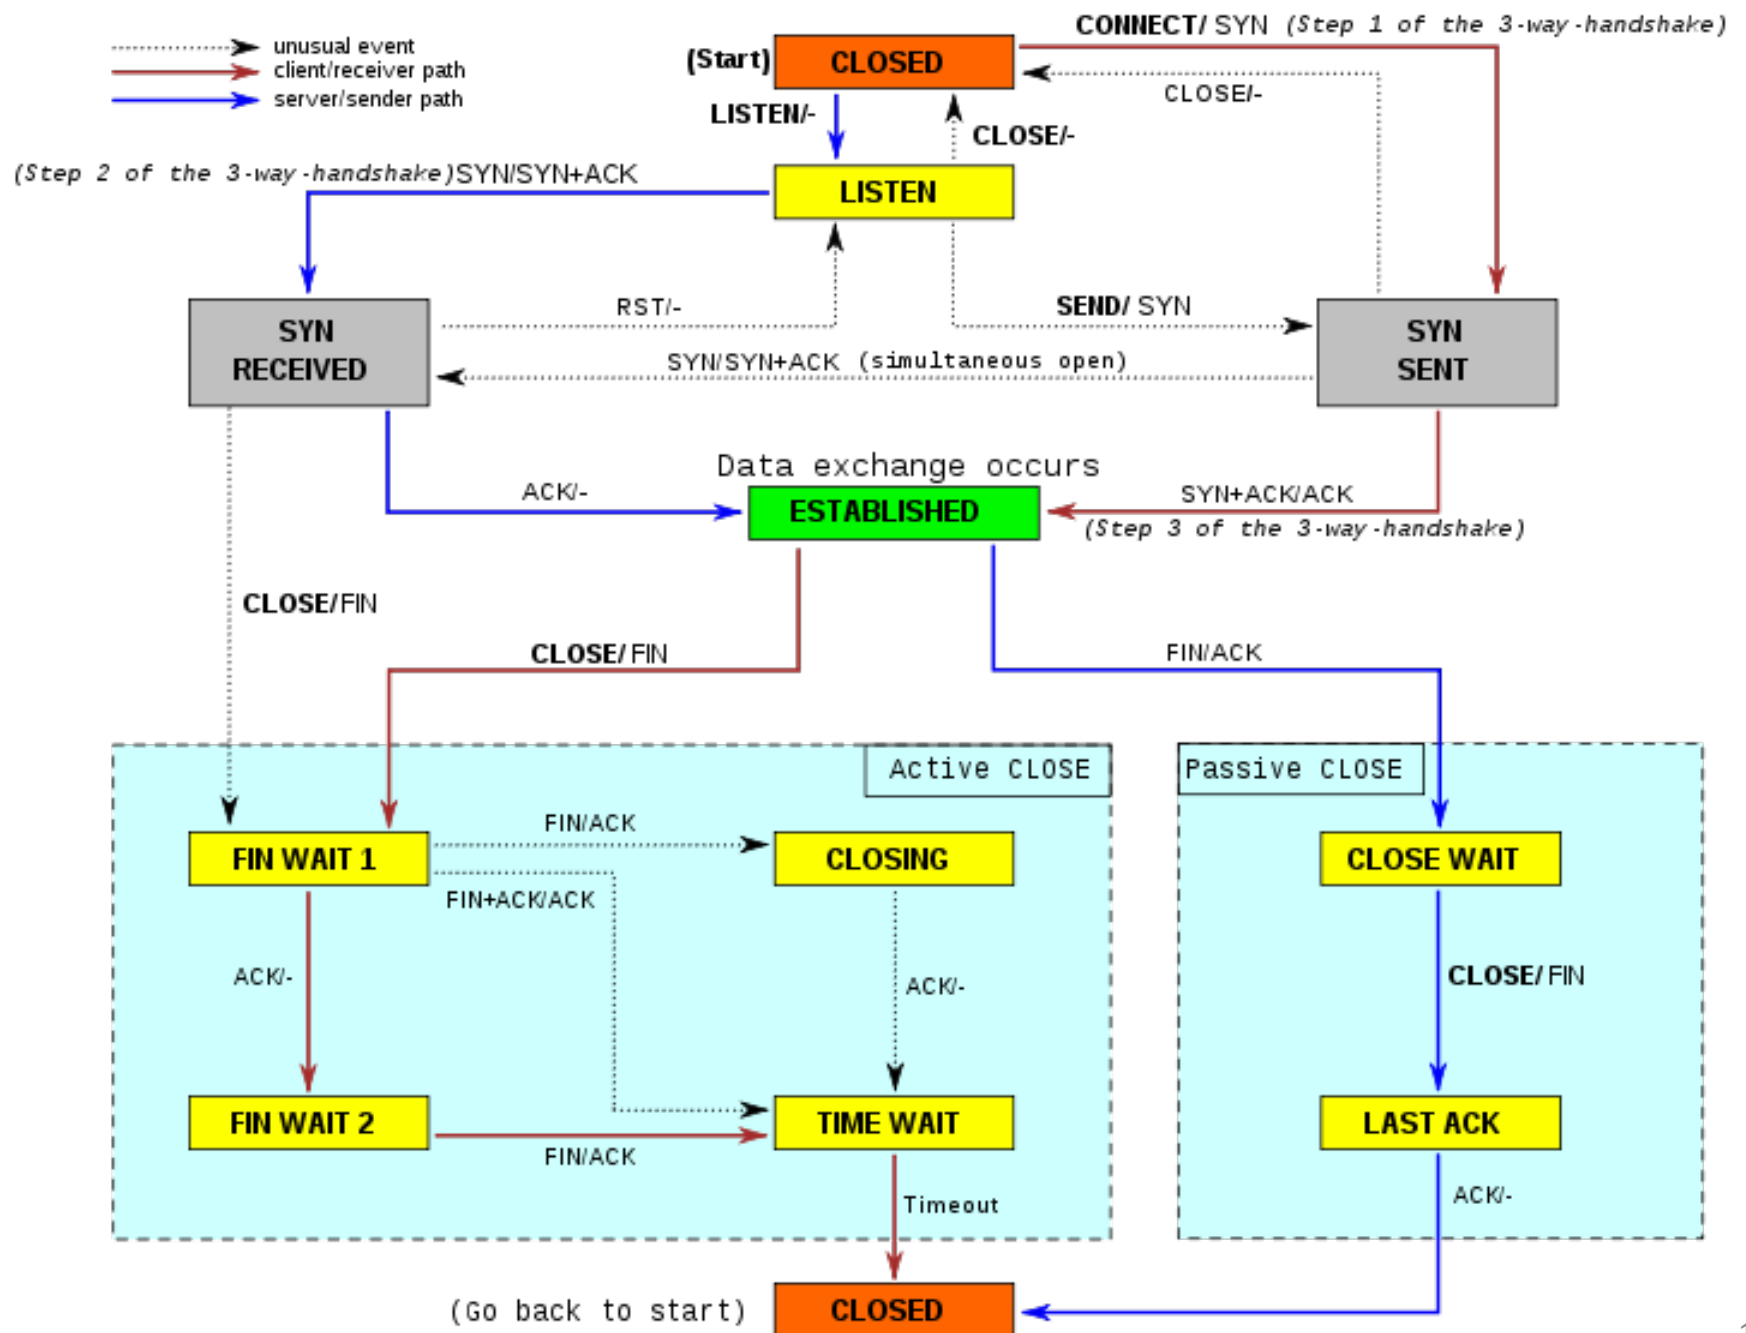 unusual event
client/receiver path
server/sender path
CONNECT/ SYN (Step 1 of the 3-way-handshake)
(Start)
CLOSED
CLOSE/-
LISTEN/-
CLOSE/-
(Step 2 of the 3-way-handshake) SYN/SYN+ACK
LISTEN
RST/-
SEND/ SYN
SYN
RECEIVED
SYN
SENT
SYN/SYN+ACK (simultaneous open)
Data exchange occurs
ACK/-
ESTABLISHED
SYN+ACK/ACK
(Step 3 of the 3-way-handshake)
CLOSE/ FIN
CLOSE/ FIN
FIN/ACK
Active CLOSE
Passive CLOSE
FIN/ACK
FIN WAIT 1
CLOSING
CLOSE WAIT
FIN+ACK/ACK
ACK/-
ACK/-
CLOSE/ FIN
FIN WAIT 2
TIME WAIT
LAST ACK
FIN/ACK
Timeout
ACK/-
(Go back to start)
CLOSED